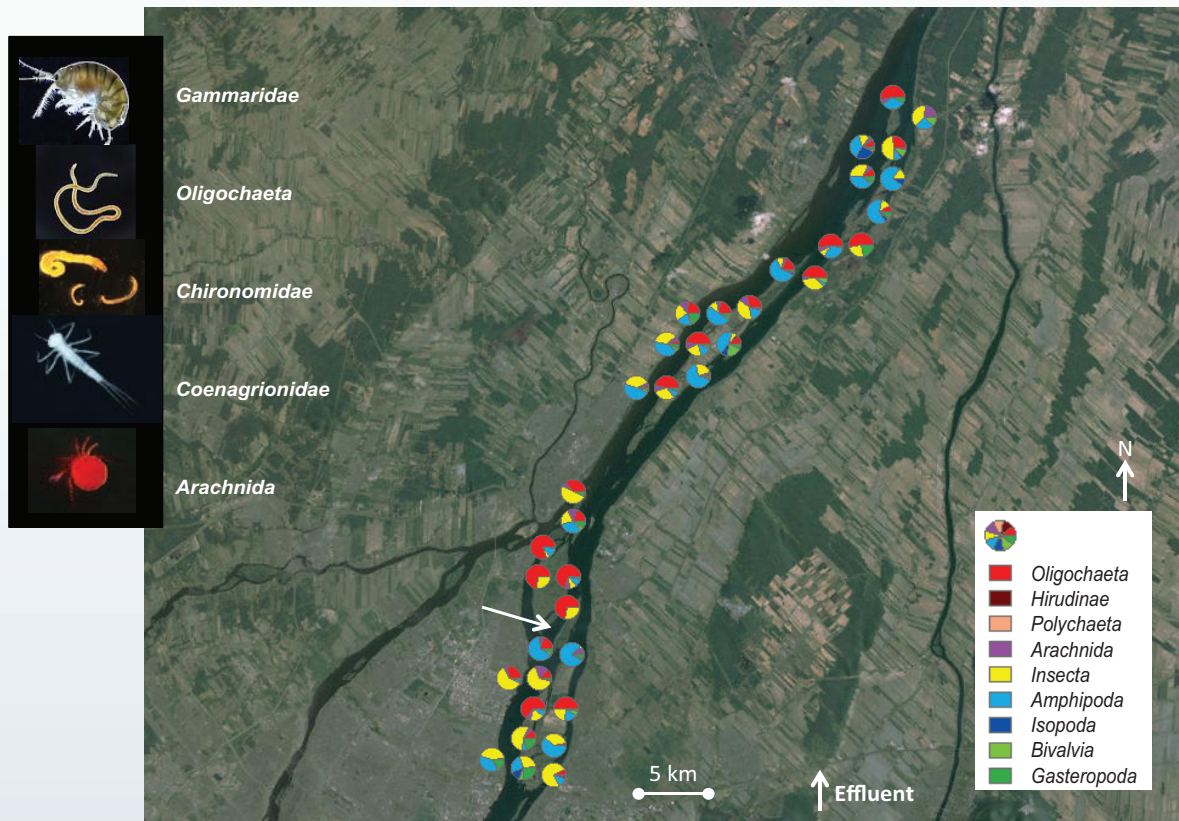 Gammaridae
Oligochaeta
Chironomidae
Coenagrionidae
Arachnida
N
5 km
Effluent
Oligochaeta
Hirudinae
Polychaeta
Arachnida
Insecta
Amphipoda
Isopoda
Bivalvia
Gasteropoda